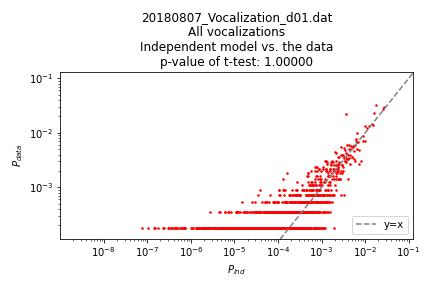 20180807_Vocalization_d01.dat
All vocalizations
Independent model vs. the data
p-value of t-test: 1.00000
10⁻¹
10⁻²
10⁻³
P_data
10⁻⁸ 10⁻⁷ 10⁻⁶ 10⁻⁵ 10⁻⁴ 10⁻³ 10⁻² 10⁻¹
P_ind
y=x